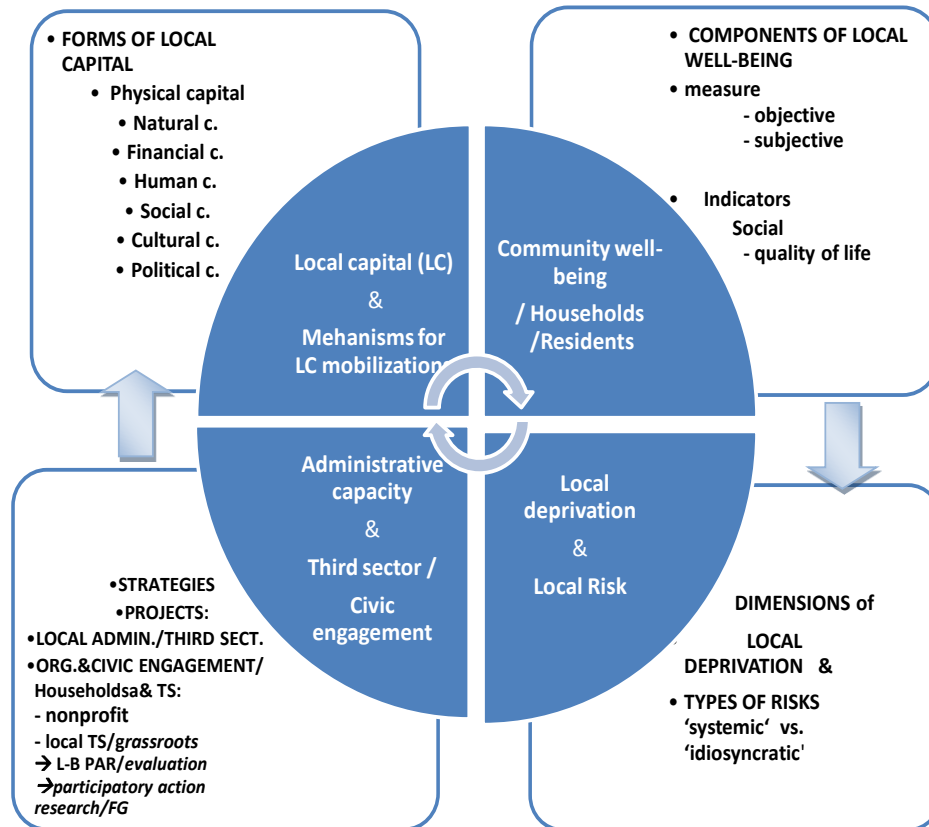 • FORMS OF LOCAL
CAPITAL
• Physical capital
• Natural c.
• Financial c.
• Human c.
• Social c.
• Cultural c.
• Political c.
• COMPONENTS OF LOCAL
WELL-BEING
• measure
- objective
- subjective
• Indicators
Social
- quality of life
Local capital (LC)
&
Mehanisms for
LC mobilizations
Community well-
being
/ Households
/Residents
Administrative
capacity
&
Third sector /
Civic
engagement
Local
deprivation
&
Local Risk
•STRATEGIES
•PROJECTS:
•LOCAL ADMIN./THIRD SECT.
•ORG.&CIVIC ENGAGEMENT/
Householdsa& TS:
- nonprofit
- local TS/grassroots
→ L-B PAR/evaluation
→participatory action
research/FG
DIMENSIONS of
LOCAL
DEPRIVATION &
• TYPES OF RISKS
‘systemic‘ vs.
‘idiosyncratic'